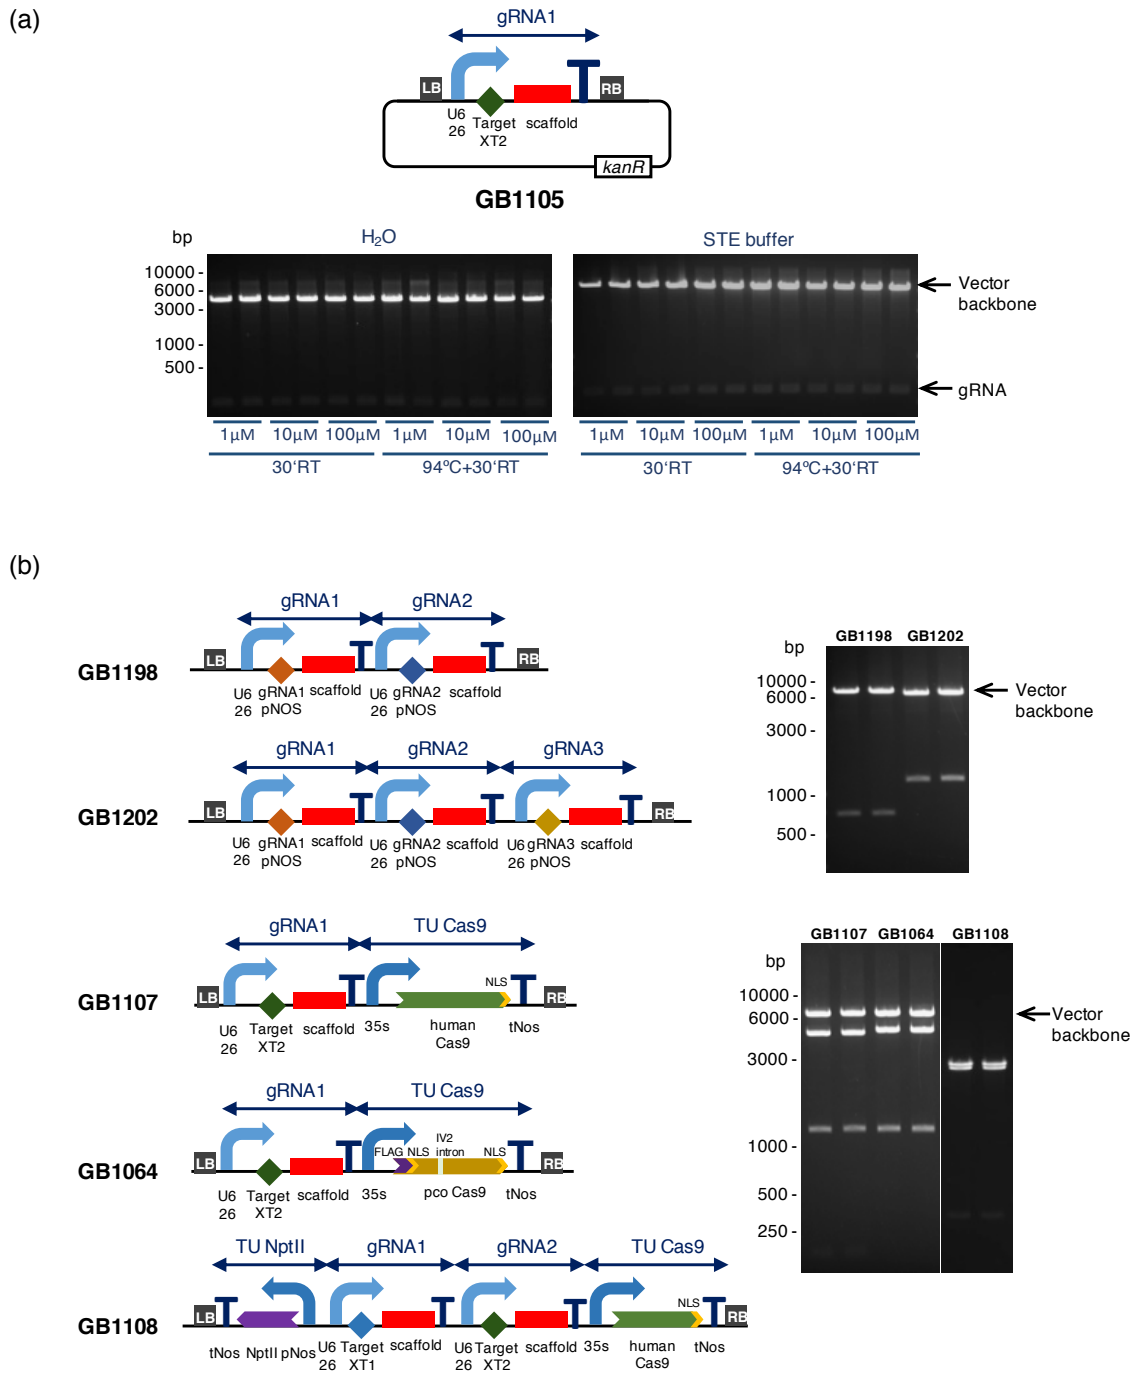 (a)
gRNA1
LB
RB
U6
26
Target
XT2
scaffold
kanR
GB1105
bp
H2O
STE buffer
10000 -
6000 -
3000 -
1000 -
500 -
Vector
backbone
gRNA
1µM 10µM 100µM 1µM 10µM 100µM
30‘RT 94ºC+30‘RT
1µM 10µM 100µM 1µM 10µM 100µM
30‘RT 94ºC+30‘RT
(b)
gRNA1 gRNA2
GB1198
LB RB
U6 gRNA1 scaffold U6 gRNA2 scaffold
26 pNOS 26 pNOS
gRNA1 gRNA2 gRNA3
GB1202
LB RB
U6 gRNA1 scaffold U6 gRNA2 scaffold U6 gRNA3 scaffold
26 pNOS 26 pNOS 26 pNOS
GB1198 GB1202
bp
10000 -
6000 -
3000 -
1000 -
500 -
Vector
backbone
gRNA1 TU Cas9
GB1107
LB NLS RB
U6 Target scaffold 35s human tNos
26 XT2 Cas9
gRNA1 TU Cas9
GB1064
LB FLAG NLS IV2 intron NLS RB
U6 Target scaffold 35s pco Cas9 tNos
26 XT2
TU NptII gRNA1 gRNA2 TU Cas9
GB1108
LB NLS RB
tNos NptII pNos U6 Target scaffold U6 Target scaffold 35s human tNos
26 XT1 26 XT2 Cas9
GB1107 GB1064 GB1108
bp
10000 -
6000 -
3000 -
1000 -
500 -
250 -
Vector
backbone